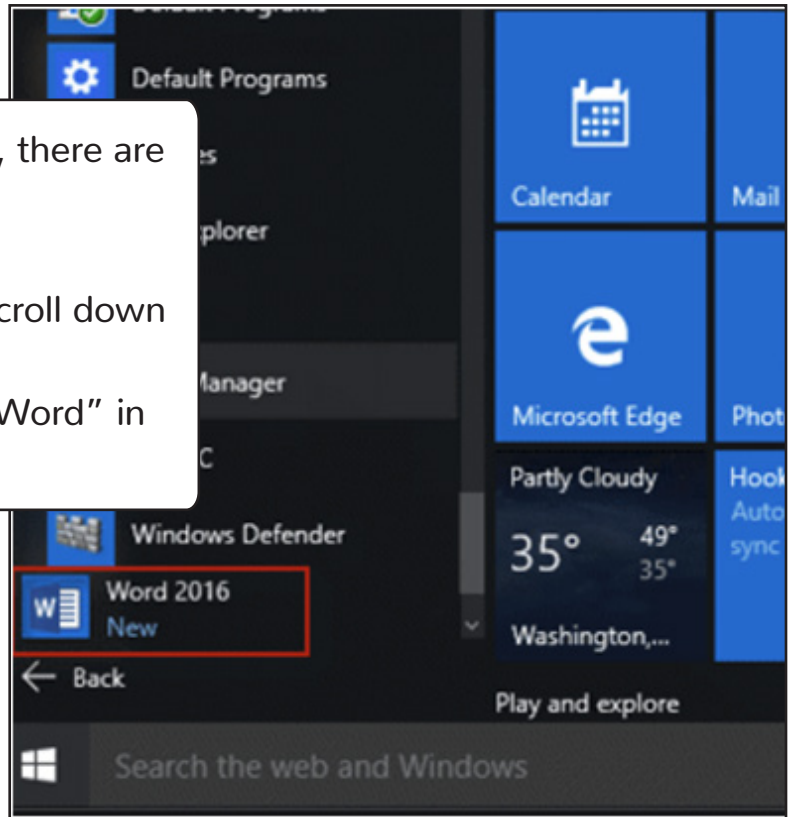 Default Programs
Default Programs
, there are
es
plorer
croll down
Manager
Word" in
C
Windows Defender
W
Word 2016
New
Back
Calendar
Mail
e
Microsoft Edge
Phot
Partly Cloudy
35° 49°
35°
Washington,...
Hook
Auto
sync
Play and explore
Search the web and Windows